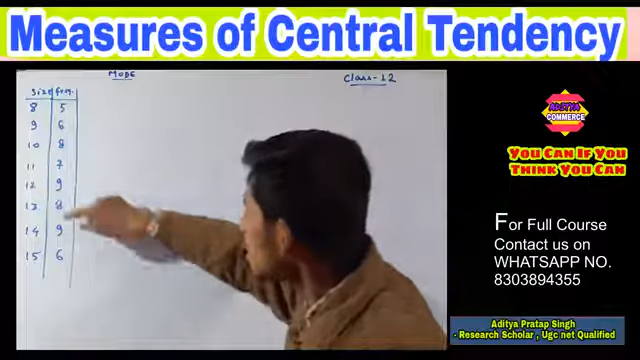 Measures of Central Tendency
MODE
Class-12
Size freq.
8 5
9 6
10 8
11 7
12 9
13 8
14 9
15 6
ADITYA
COMMERCE
YOU CAN IF YOU
THINK YOU CAN
For Full Course
Contact us on
WHATSAPP NO.
8303894355
Aditya Pratap Singh
- Research Scholar , Ugc net Qualified